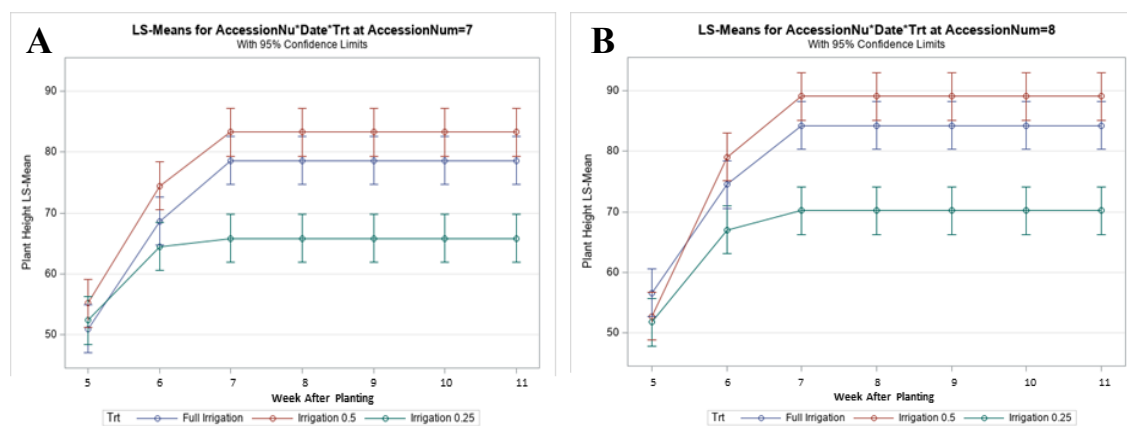 A
LS-Means for AccessionNu*Date*Trt at AccessionNum=7
With 95% Confidence Limits
Plant Height LS-Mean
90
80
70
60
50
5 6 7 8 9 10 11
Week After Planting
Trt Full Irrigation Irrigation 0.5 Irrigation 0.25
B
LS-Means for AccessionNu*Date*Trt at AccessionNum=8
With 95% Confidence Limits
Plant Height LS-Mean
90
80
70
60
50
5 6 7 8 9 10 11
Week After Planting
Trt Full Irrigation Irrigation 0.5 Irrigation 0.25